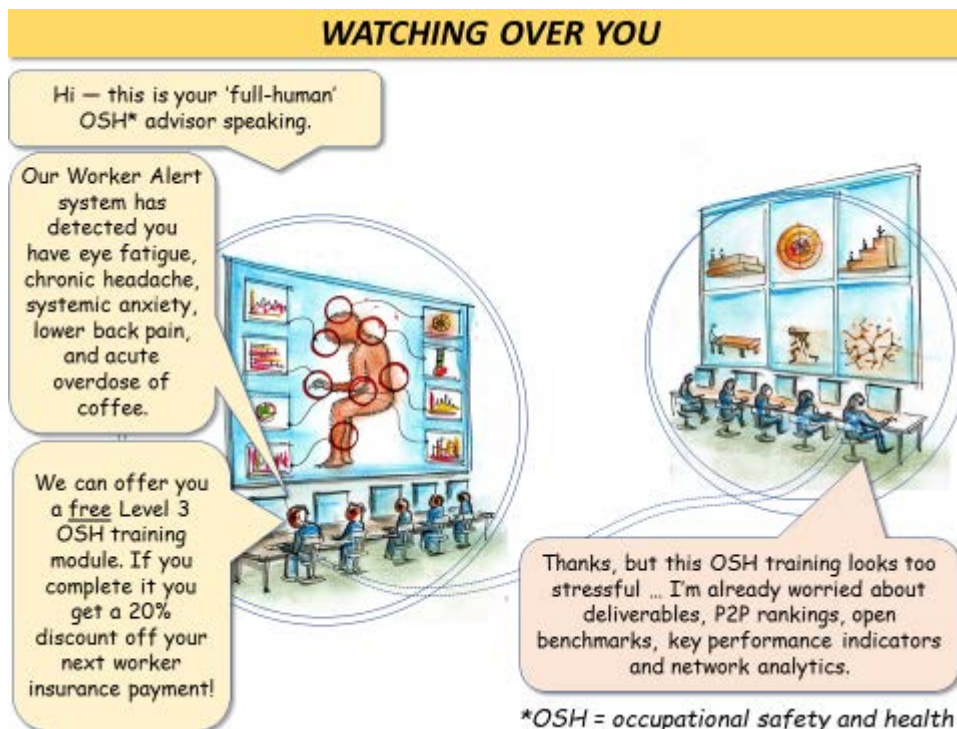 WATCHING OVER YOU
Hi — this is your ‘full-human’
OSH* advisor speaking.
Our Worker Alert
system has
detected you
have eye fatigue,
chronic headache,
systemic anxiety,
lower back pain,
and acute
overdose of
coffee.
We can offer you
a free Level 3
OSH training
module. If you
complete it you
get a 20%
discount off your
next worker
insurance payment!
Thanks, but this OSH training looks too
stressful … I’m already worried about
deliverables, P2P rankings, open
benchmarks, key performance indicators
and network analytics.
*OSH = occupational safety and health